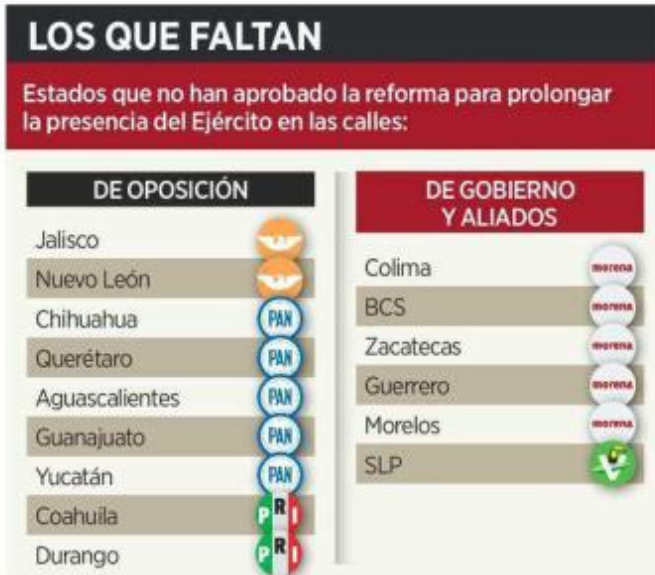 LOS QUE FALTAN
Estados que no han aprobado la reforma para prolongar
la presencia del Ejército en las calles:
DE OPOSICIÓN
Jalisco
Nuevo León
Chihuahua PAN
Querétaro PAN
Aguascalientes PAN
Guanajuato PAN
Yucatán PAN
Coahuila PRI
Durango PRI
DE GOBIERNO
Y ALIADOS
Colima morena
BCS morena
Zacatecas morena
Guerrero morena
Morelos morena
SLP